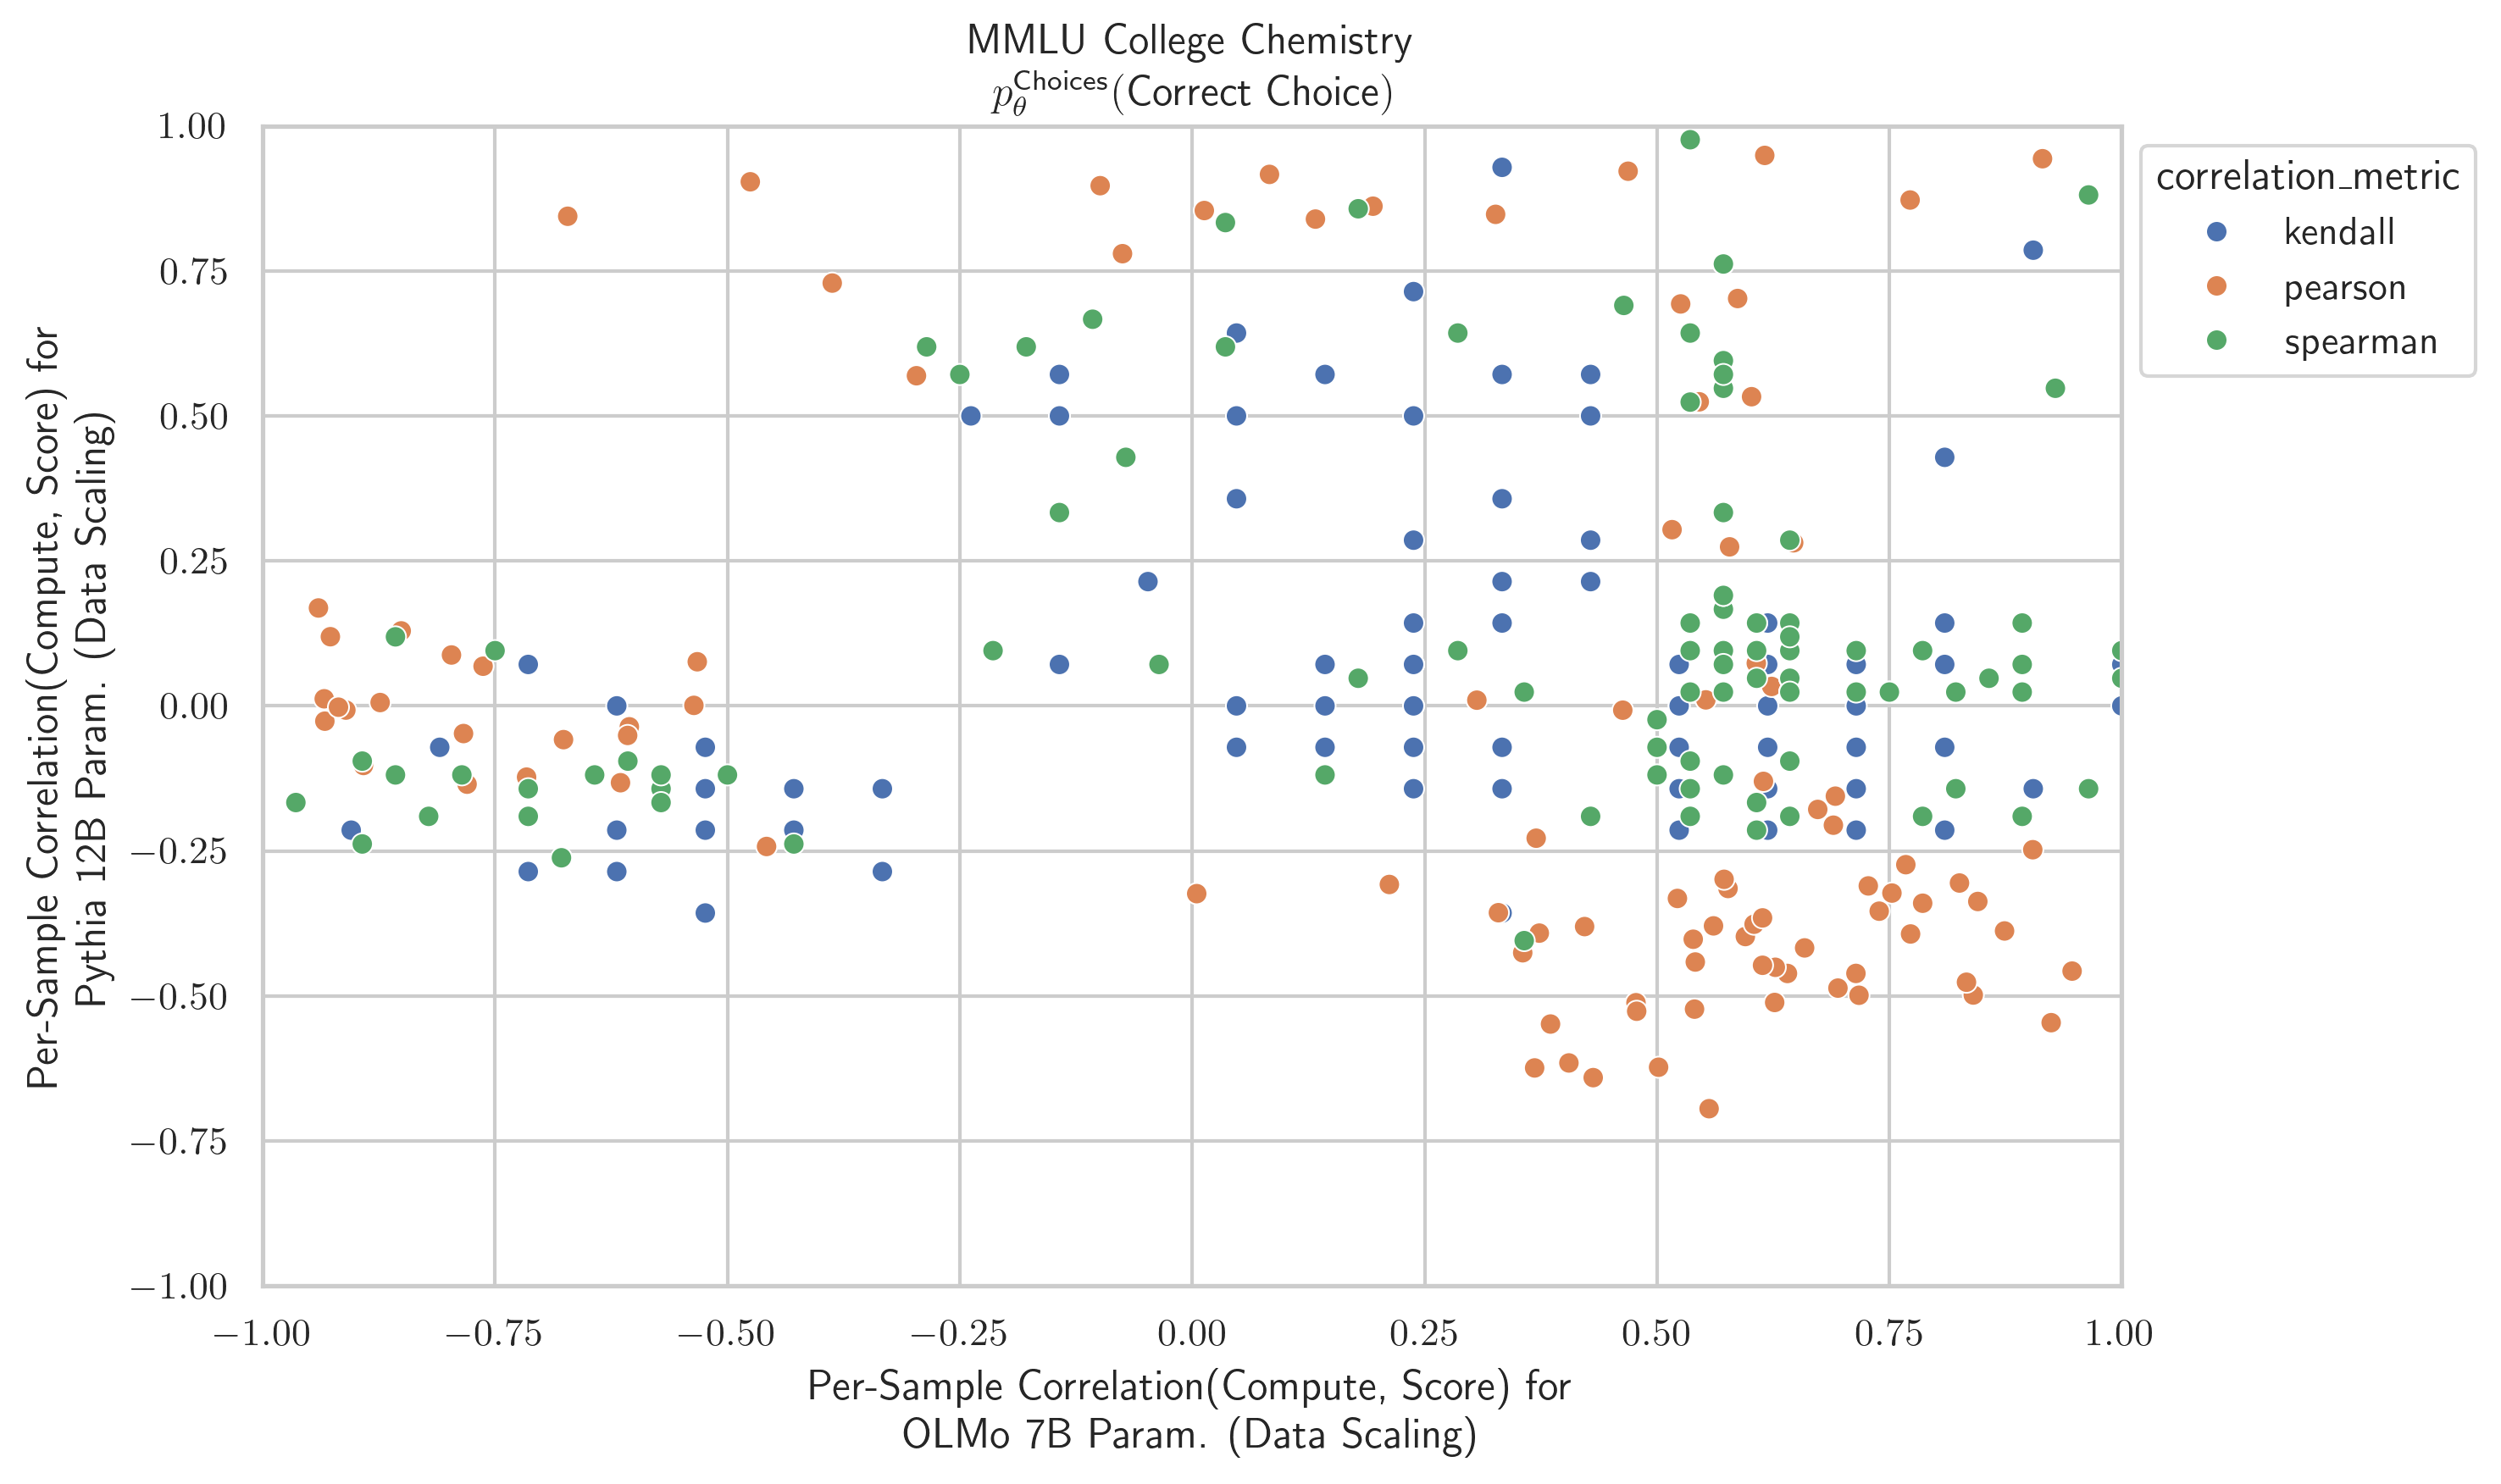 MMLU College Chemistry
p_θ^Choices(Correct Choice)
Per-Sample Correlation(Compute, Score) for
Pythia 12B Param. (Data Scaling)
1.00
0.75
0.50
0.25
0.00
−0.25
−0.50
−0.75
−1.00
−1.00 −0.75 −0.50 −0.25 0.00 0.25 0.50 0.75 1.00
Per-Sample Correlation(Compute, Score) for
OLMo 7B Param. (Data Scaling)
correlation_metric
kendall
pearson
spearman